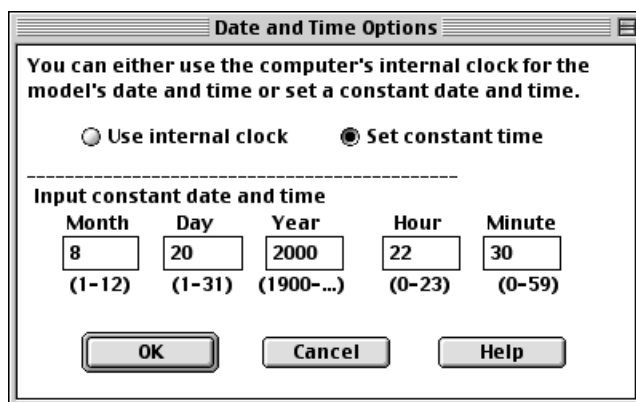 Date and Time Options
You can either use the computer's internal clock for the
model's date and time or set a constant date and time.
Use internal clock Set constant time
Input constant date and time
Month Day Year Hour Minute
8 20 2000 22 30
(1-12) (1-31) (1900-...) (0-23) (0-59)
OK Cancel Help